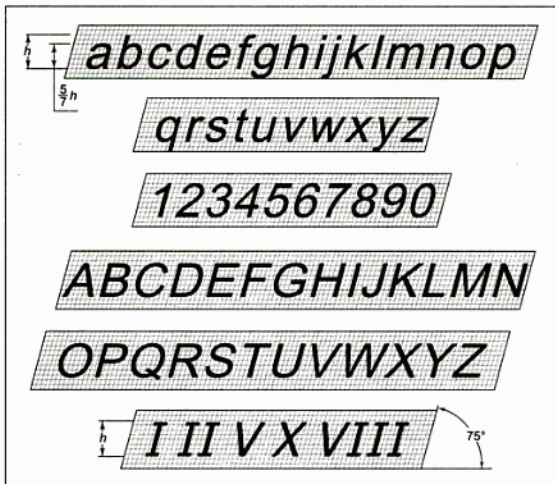 h
abcdefghijklmnop
5/7 h
qrstuvwxyz
1234567890
ABCDEFGHIJKLMN
OPQRSTUVWXYZ
h
I II V X VIII
75°